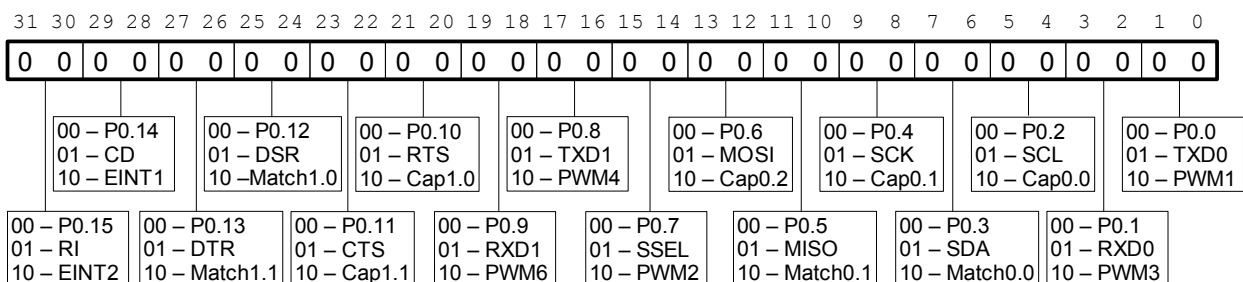 31 30 29 28 27 26 25 24 23 22 21 20 19 18 17 16 15 14 13 12 11 10 9 8 7 6 5 4 3 2 1 0
0 0 0 0 0 0 0 0 0 0 0 0 0 0 0 0 0 0 0 0 0 0 0 0 0 0 0 0 0 0 0 0
00 – P0.14
01 – CD
10 – EINT1
00 – P0.12
01 – DSR
10 –Match1.0
00 – P0.10
01 – RTS
10 – Cap1.0
00 – P0.8
01 – TXD1
10 – PWM4
00 – P0.6
01 – MOSI
10 – Cap0.2
00 – P0.4
01 – SCK
10 – Cap0.1
00 – P0.2
01 – SCL
10 – Cap0.0
00 – P0.0
01 – TXD0
10 – PWM1
00 – P0.15
01 – RI
10 – EINT2
00 – P0.13
01 – DTR
10 – Match1.1
00 – P0.11
01 – CTS
10 – Cap1.1
00 – P0.9
01 – RXD1
10 – PWM6
00 – P0.7
01 – SSEL
10 – PWM2
00 – P0.5
01 – MISO
10 – Match0.1
00 – P0.3
01 – SDA
10 – Match0.0
00 – P0.1
01 – RXD0
10 – PWM3